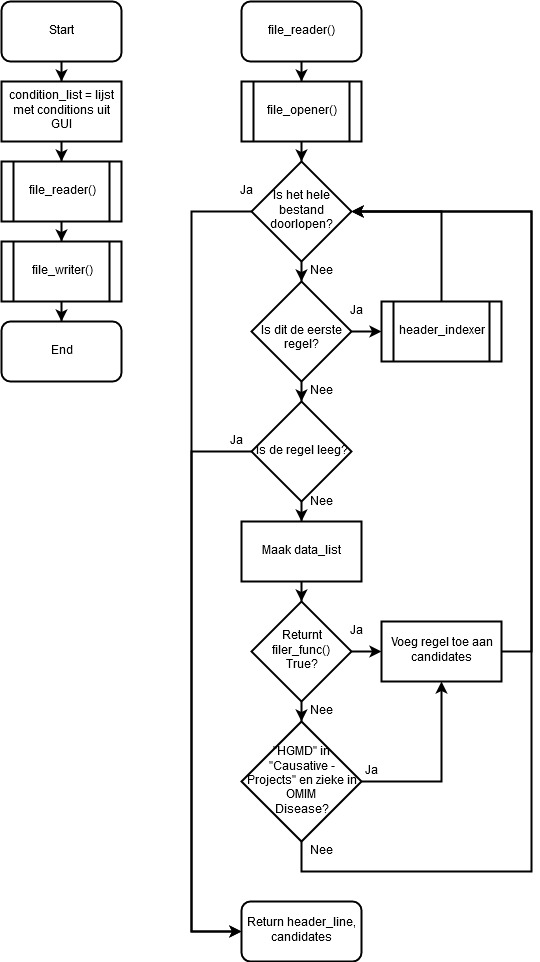 Start
condition_list = lijst
met conditions uit
GUI
file_reader()
file_writer()
End
file_reader()
file_opener()
Is het hele
bestand
doorlopen?
Ja
Nee
Is dit de eerste
regel?
Ja
header_indexer
Nee
Is de regel leeg?
Ja
Nee
Maak data_list
Returnt
filer_func()
True?
Ja
Voeg regel toe aan
candidates
Nee
"HGMD" in
"Causative -
Projects" en zieke in
OMIM
Disease?
Ja
Nee
Return header_line,
candidates